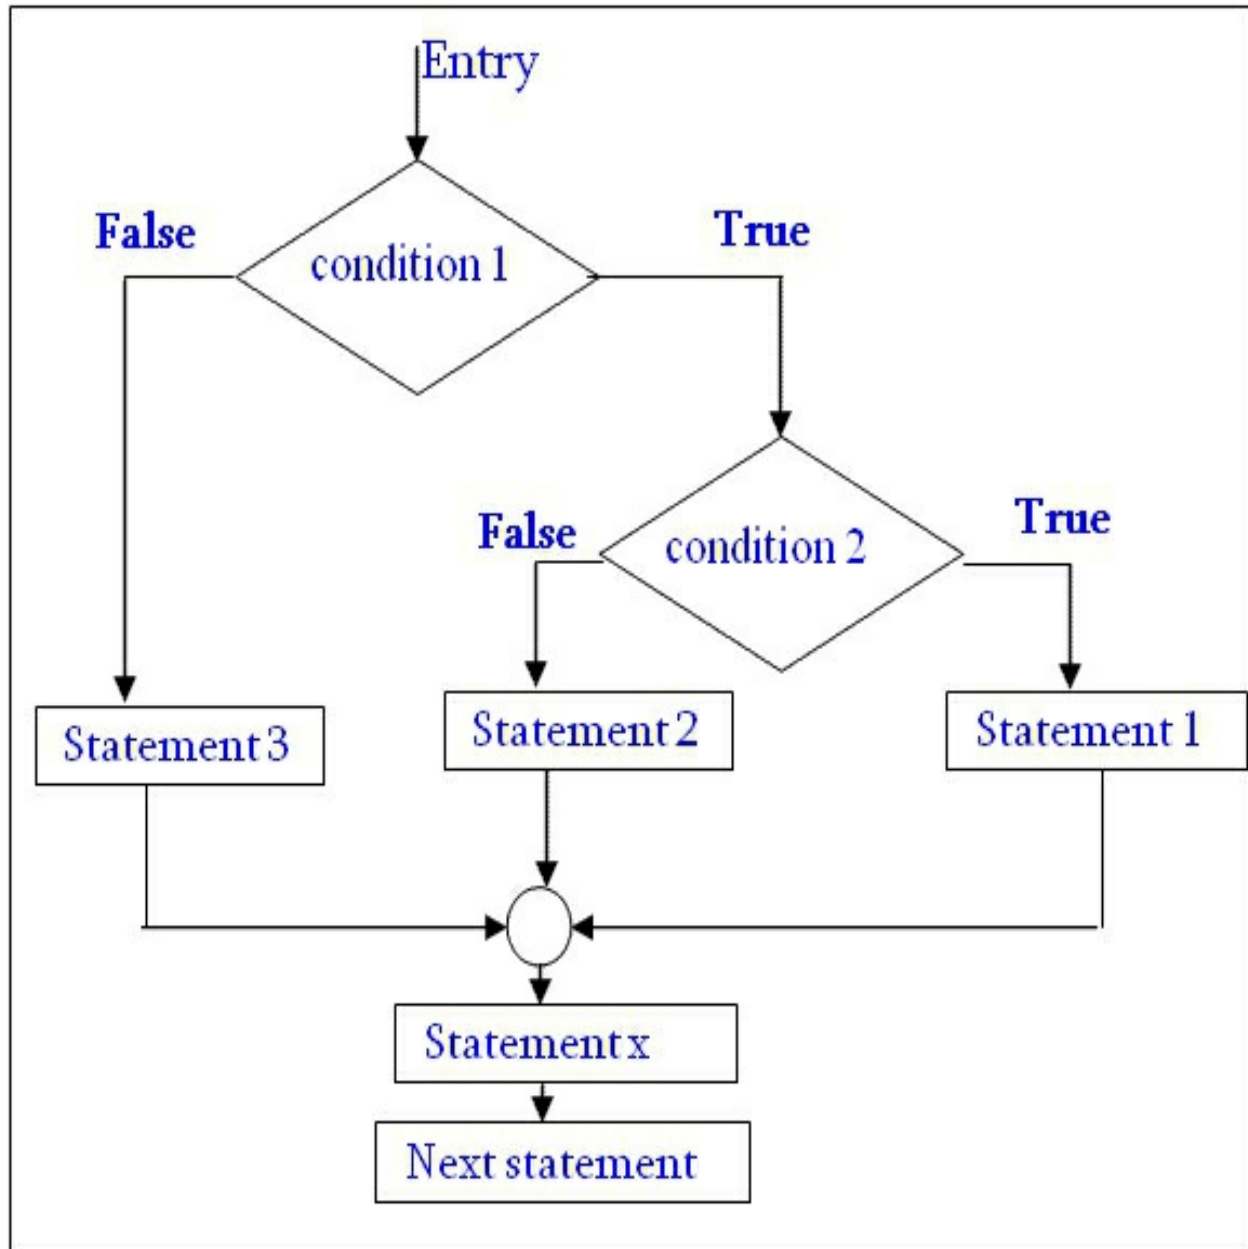 Entry
False
True
condition 1
False
True
condition 2
Statement 3
Statement 2
Statement 1
Statement x
Next statement